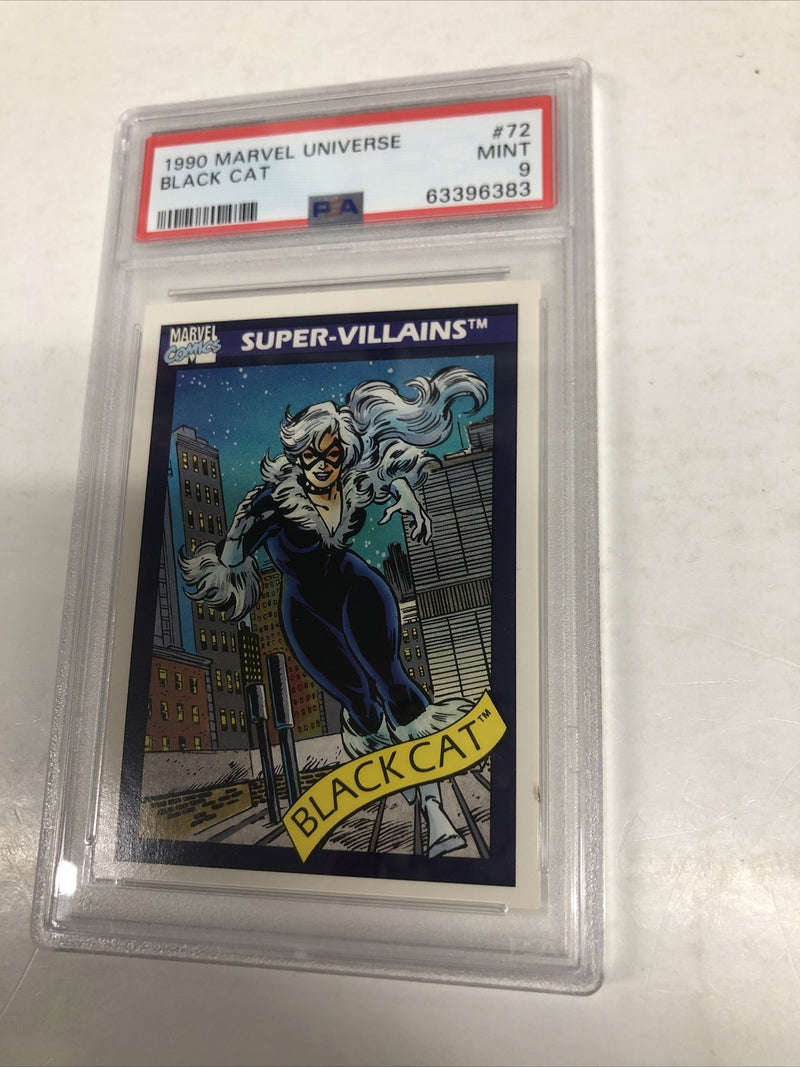 1990 MARVEL UNIVERSE #72
BLACK CAT MINT
9
PSA 63396383
MARVEL COMICS SUPER-VILLAINS™
BLACK CAT™